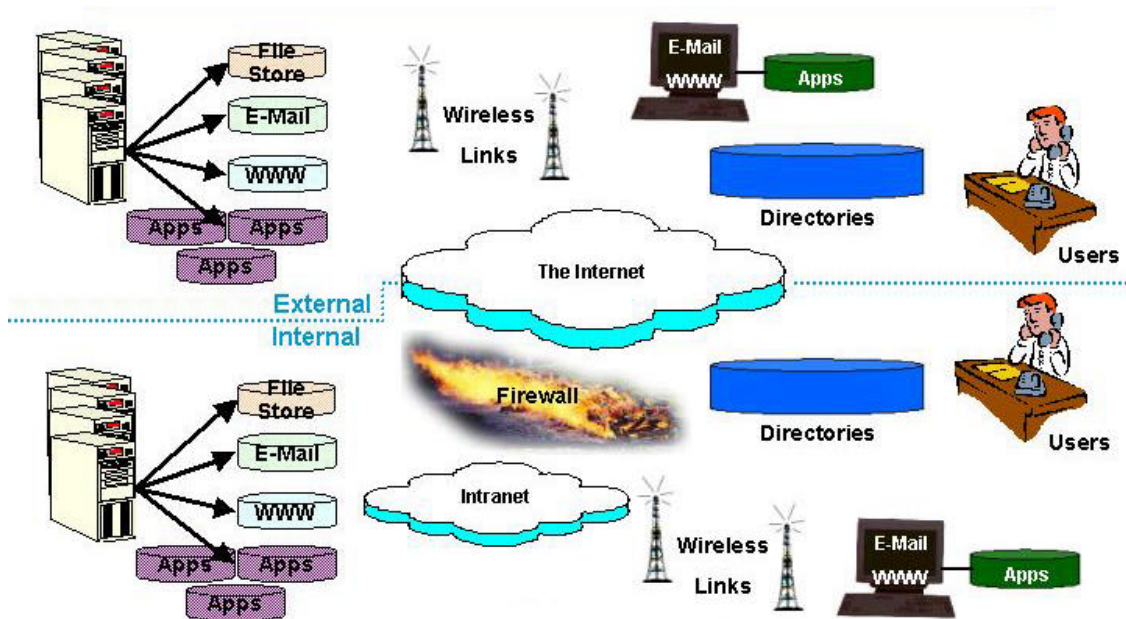 File
Store
E-Mail
WWW
Apps
Apps
Apps
Wireless
Links
E-Mail
WWW
Apps
Directories
Users
The Internet
External
Internal
File
Store
E-Mail
WWW
Apps
Apps
Apps
Firewall
Directories
Users
Intranet
Wireless
Links
E-Mail
WWW
Apps